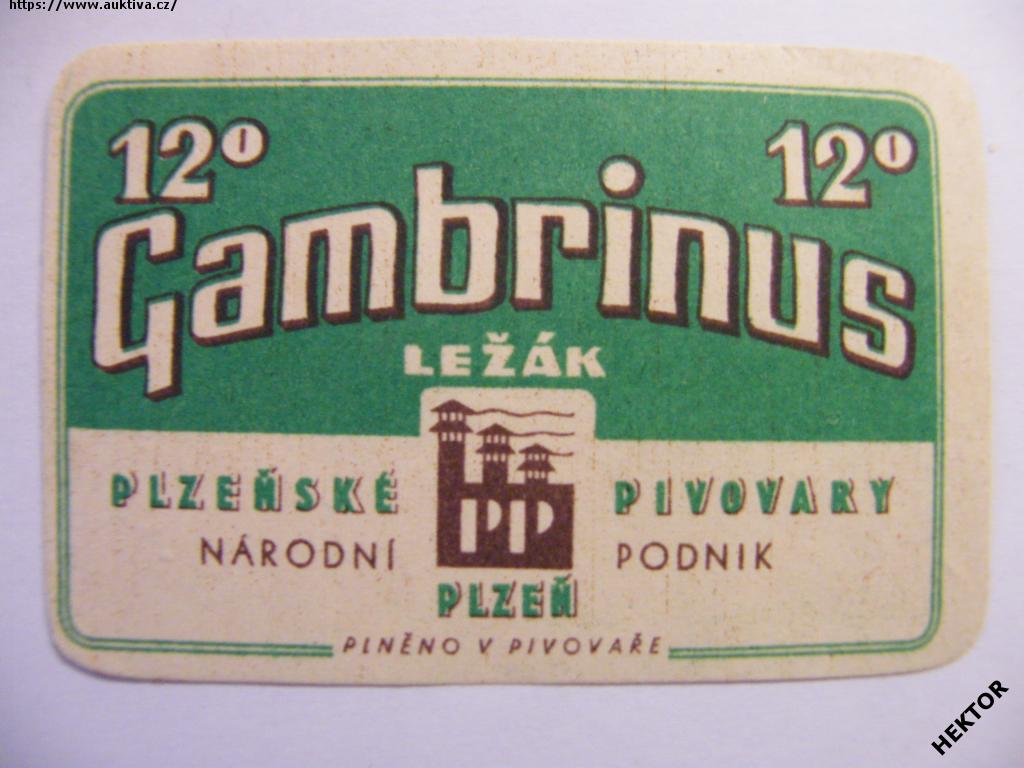 https://www.auktiva.cz/
12° 12°
Gambrinus
LEŽÁK
PLZEŇSKÉ PIVOVARY
PP
NÁRODNÍ PODNIK
PLZEŇ
PLNĚNO V PIVOVAŘE
HEKTOR